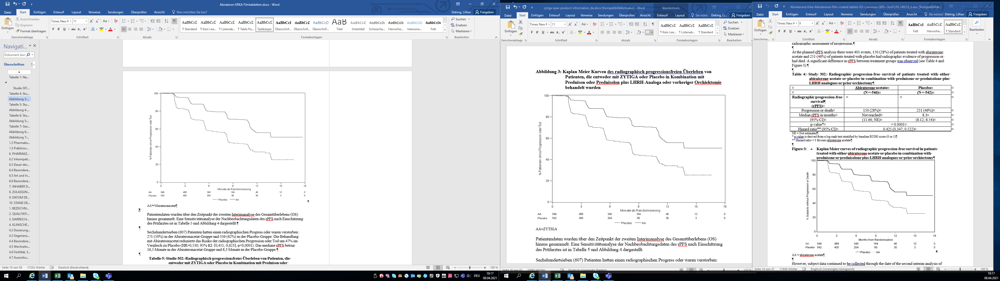 Abirateron KRKA Filmtabletten.docx - Word
Datei Start Einfügen Entwurf Layout Verweise Sendungen Überprüfen Ansicht Was möchten Sie tun? Deking, Lillian Freigeben
Einfügen
Ausschneiden
Kopieren
Format übertragen
Zwischenablage
Times New F 11
F K U abc x₂ x²
Schriftart
Absatz
¶ Standard ¶ Kein Lee... ¶ Listenab... ¶ Table Pa... Textkörper Überschrif... Überschrif... Überschrif... Titel Untertitel Schwache... Hervorhe... Intensive... Fett
Formatvorlagen
Suchen
Ersetzen
Markieren
Bearbeiten
Navigati...
Dokument durc
Überschriften
Tabelle 1: Ne...
Studie 301...
Tabelle 4: Stu...
Abbildung 3:...
Tabelle 5: Stu...
Abbildung 4:...
Tabelle 6: Stu...
Abbildung 5:...
Tabelle 7: Ges...
Abbildung 6:...
Abbildung 7:...
1.2 Pharmako...
1.3 Präklinisc...
6. PHARMAZ...
6.2 Inkompati...
6.3 Dauer der...
6.4 Besondere...
6.5 Art und In...
6.6 Besondere...
7. INHABER D...
8. ZULASSUN...
9. DATUM DE...
10. STAND DE...
1. BEZEICHN...
2. QUALITATI...
3. DARREICH...
4. KLINISCHE...
4.2 Dosierung...
4.3 Gegenanz...
4.4 Besondere...
4.5 Wechselw...
4.6 Fertilität, S...
4.7 Auswirku...
% Patienten ohne Progression oder Tod
100
80
60
40
20
0
0 3 6 9 12 15 18
Monate ab Randomisierung
AA 546 489 340 164 46 12 0
Placebo 542 400 204 90 30 3 0
Placebo AA
AA°=°Abirateronacetat¶
Patientendaten wurden über den Zeitpunkt der zweiten Interimanalyse des Gesamtüberlebens (OS)
hinaus gesammelt. Eine Sensitivitätsanalyse der Nachbeobachtungsdaten des rPFS nach Einschätzung
des Prüfarztes ist in Tabelle 5 und Abbildung 4 dargestellt.¶
Sechshundertsieben (607) Patienten hatten einen radiographischen Progress oder waren verstorben:
271 (50%) in der Abirateronacetat-Gruppe und 336 (62%) in der Placebo-Gruppe. Die Behandlung
mit Abirateronacetat reduzierte das Risiko der radiographischen Progression oder Tod um 47% im
Vergleich zu Placebo (HR=0,530; 95% KI: [0,451; 0,623], p<0,0001). Das mediane rPFS betrug
16,5 Monate in der Abirateronacetat-Gruppe und 8,3 Monate in der Placebo-Gruppe.¶
Tabelle 5: Studie 302: Radiographisch progressionsfreies Überleben von Patienten, die
entweder mit ZYTIGA oder Placebo in Kombination mit Prednison oder
Seite 15 von 50 17252 Wörter Deutsch (Deutschland) 100 %
DEU 10:17
08.04.2021
zytiga-epar-product-information_de.docx [Kompatibilitätsmodus] - Word Tabellentools
Datei Start Einfügen Entwurf Layout Verweise Sendungen Überprüfen Ansicht Entwurf Layout Sie wüns Deking, Li... Freigeben
Einfügen
Times New F 11
F K U abc x₂ x²
¶ Kein Lee... ¶ Listenab... ¶ Standard
Suchen
Ersetzen
Markieren
Zwischenablage Schriftart Absatz Formatvorlagen Bearbeiten
Abbildung 3: Kaplan Meier Kurven des radiographisch progressionsfreien Überleben von
Patienten, die entweder mit ZYTIGA oder Placebo in Kombination mit
Prednison oder Prednisolon plus LHRH-Analoga oder vorheriger Orchiektomie
behandelt wurden
% Patienten ohne Progression oder Tod
100
80
60
40
20
0
0 3 6 9 12 15 18
Monate ab Randomisierung
AA 546 489 340 164 46 12 0
Placebo 542 400 204 90 30 3 0
Placebo AA
AA=ZYTIGA
Patientendaten wurden über den Zeitpunkt der zweiten Interimanalyse des Gesamtüberlebens (OS)
hinaus gesammelt. Eine Sensitivitätsanalyse der Nachbeobachtungsdaten des rPFS nach Einschätzung
des Prüfarztes ist in Tabelle 5 und Abbildung 4 dargestellt.
Sechshundertsieben (607) Patienten hatten einen radiographischen Progress oder waren verstorben:
Seite 16 von 81 23063 Wörter Englisch (Vereinigte Staaten) 120 %
Abiraterone Krka-Abiraterone-film-coated tablets-EU-Common QRD--SmPCPIL149219_6.doc [Kompatibilitat...
Datei Start Einfügen Entwurf Layout Verweise Sendungen Überprüfen Ansicht Sie wünscl Deking, Lillian Freigeben
Einfügen
Times New F 9
F K U abc x₂ x²
Fett Hervorhe... ¶ Standard
Bearbeiten
Zwischena... Schriftart Absatz Formatvorlagen
radiographic assessment of progression.¶
At the planned rPFS analysis there were 401 events, 150 (28%) of patients treated with abiraterone
acetate and 251 (46%) of patients treated with placebo had radiographic evidence of progression or
had died. A significant difference in rPFS between treatment groups was observed (see Table 4 and
Figure 3).¶
Table 4: Study 302: Radiographic progression-free survival of patients treated with either
abiraterone acetate or placebo in combination with prednisone or prednisolone plus
LHRH analogues or prior orchiectomy¶
Abiraterone acetate¤ Placebo¤
(N = 546)¤ (N = 542)¤
Radiographic progression-free
survival¶
(rPFS)¤
Progression or death¤ 150 (28%)¤ 251 (46%)¤
Median rPFS in months¤ Not reached¤ 8.3¤
(95% CI)¤ (11.66; NE)¤ (8.12; 8.54)¤
p-value*¤ < 0.0001¤
Hazard ratio** (95% CI)¤ 0.425 (0.347; 0.522)¤
NE = Not estimated¶
* p-value is derived from a log-rank test stratified by baseline ECOG score (0 or 1)¶
** Hazard ratio < 1 favours abiraterone acetate¶
Figure 3: → Kaplan Meier curves of radiographic progression-free survival in patients
treated with either abiraterone acetate or placebo in combination with
prednisone or prednisolone plus LHRH analogues or prior orchiectomy¶
% Subjects without Progression or Death
100
80
60
40
20
0
0 3 6 9 12 15 18
Months from Randomization
AA 546 489 340 164 46 12 0
Placebo 542 400 204 90 30 3 0
Placebo AA
AA = abiraterone acetate¶
However, subject data continued to be collected through the date of the second interim analysis of
Seite 14 von 37 11949 Wörter Englisch (Vereinigtes Königreich) 100 %
10:17
08.04.2021